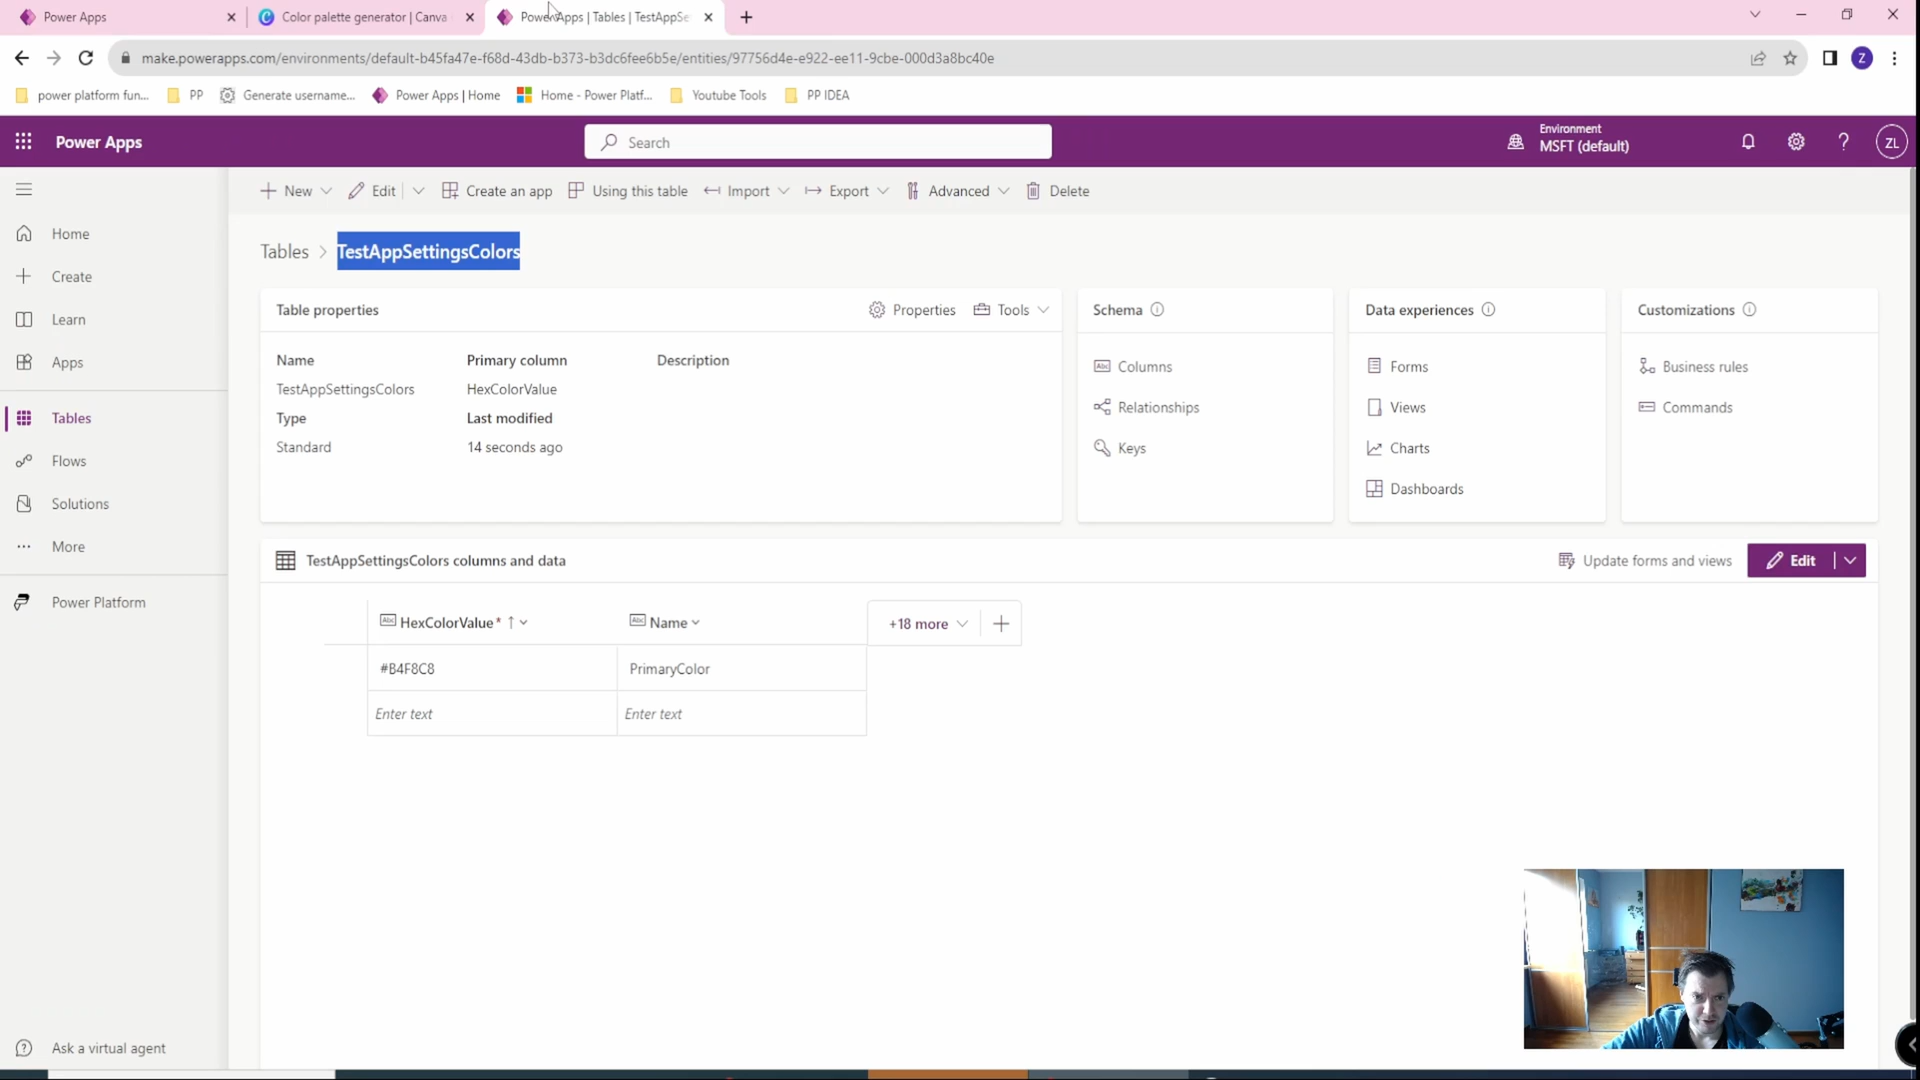 Power Apps
Color palette generator | Canva
Power Apps | Tables | TestAppSe
make.powerapps.com/environments/default-b45fa47e-f68d-43db-b373-b3dc6fee6b5e/entities/97756d4e-e922-ee11-9cbe-000d3a8bc40e
Z
power platform fun...
PP
Generate username...
Power Apps | Home
Home - Power Platf...
Youtube Tools
PP IDEA
Power Apps
Search
Environment
MSFT (default)
ZL
New
Edit
Create an app
Using this table
Import
Export
Advanced
Delete
Home
Create
Learn
Apps
Tables
Flows
Solutions
More
Power Platform
Ask a virtual agent
Tables > TestAppSettingsColors
Table properties
Properties
Tools
Name
TestAppSettingsColors
Type
Standard
Primary column
HexColorValue
Last modified
14 seconds ago
Description
Schema
Columns
Relationships
Keys
Data experiences
Forms
Views
Charts
Dashboards
Customizations
Business rules
Commands
TestAppSettingsColors columns and data
Update forms and views
Edit
Abc HexColorValue * ↑
Abc Name
+18 more
#B4F8C8
PrimaryColor
Enter text
Enter text